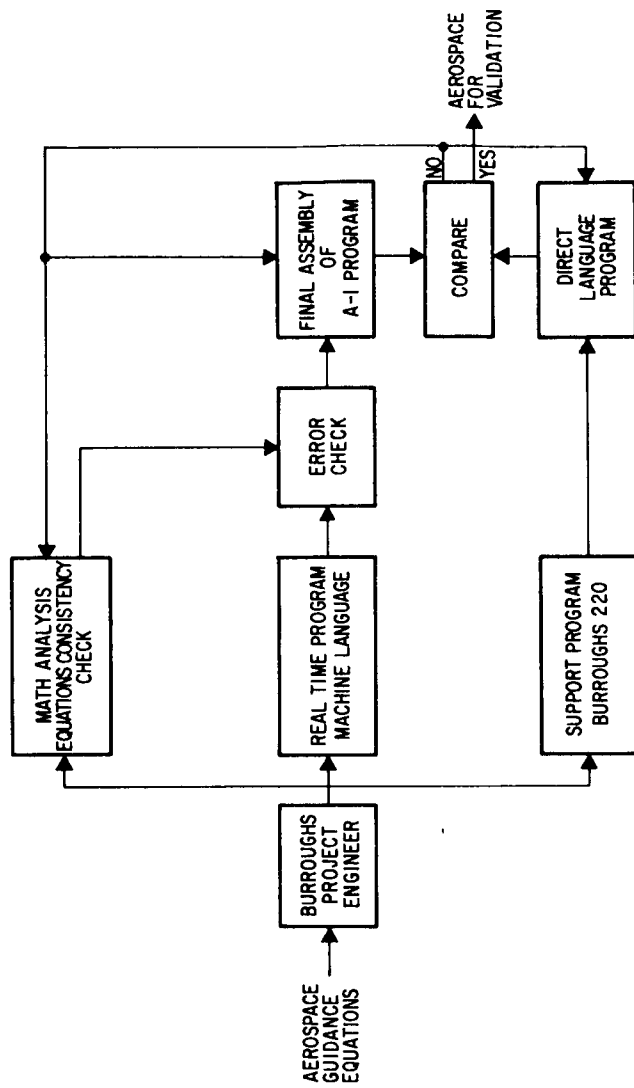 AEROSPACE
GUIDANCE
EQUATIONS
BURROUGHS
PROJECT
ENGINEER
MATH ANALYSIS
EQUATIONS CONSISTENCY
CHECK
REAL TIME PROGRAM
MACHINE LANGUAGE
SUPPORT PROGRAM
BURROUGHS 220
ERROR
CHECK
FINAL ASSEMBLY
OF
A-1 PROGRAM
COMPARE
NO
YES
DIRECT
LANGUAGE
PROGRAM
AEROSPACE
FOR
VALIDATION